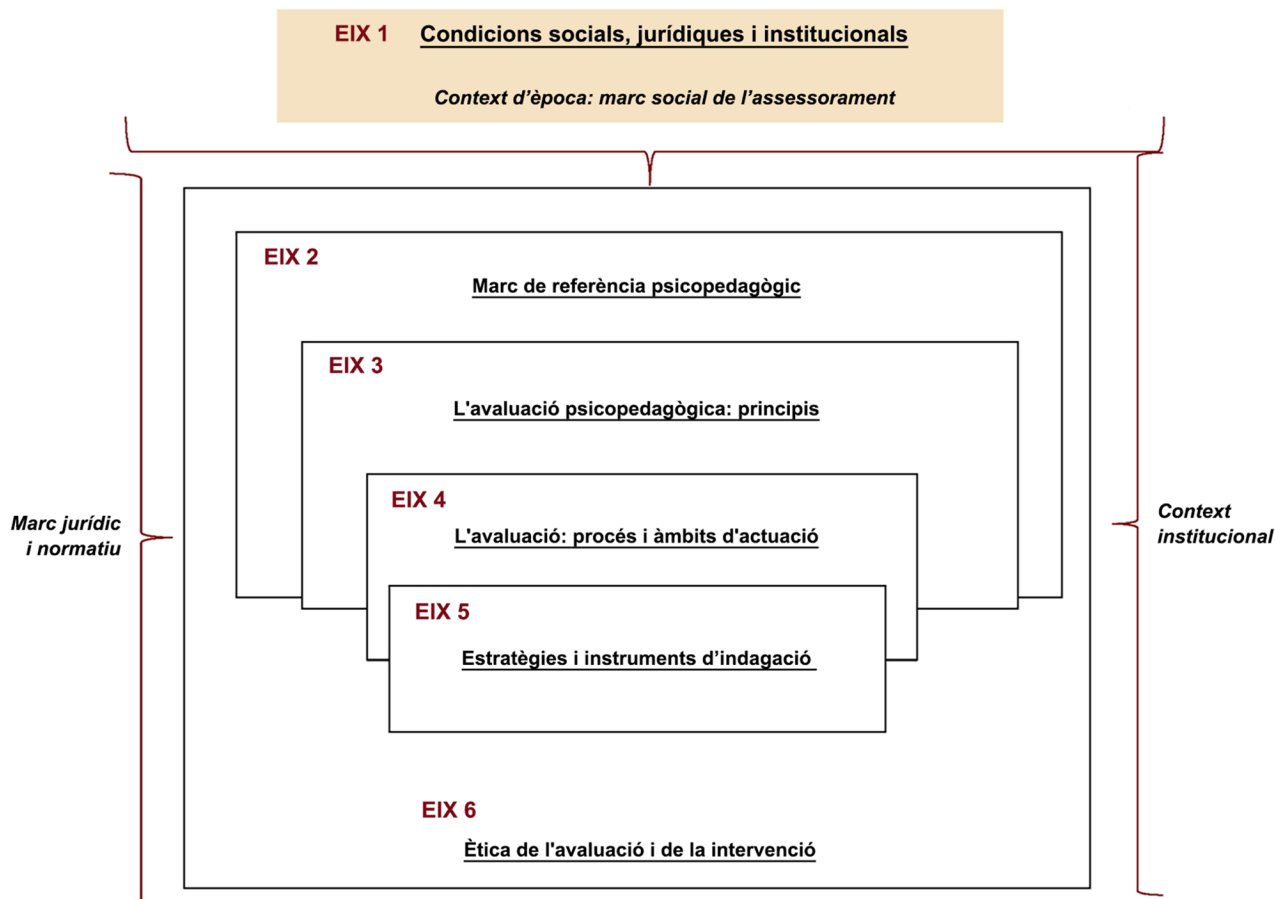 EIX 1 Condicions socials, jurídiques i institucionals
Context d’època: marc social de l’assessorament
EIX 2
Marc de referència psicopedagògic
EIX 3
L'avaluació psicopedagògica: principis
EIX 4
L'avaluació: procés i àmbits d'actuació
EIX 5
Estratègies i instruments d’indagació
EIX 6
Ètica de l'avaluació i de la intervenció
Marc jurídic
i normatiu
Context
institucional